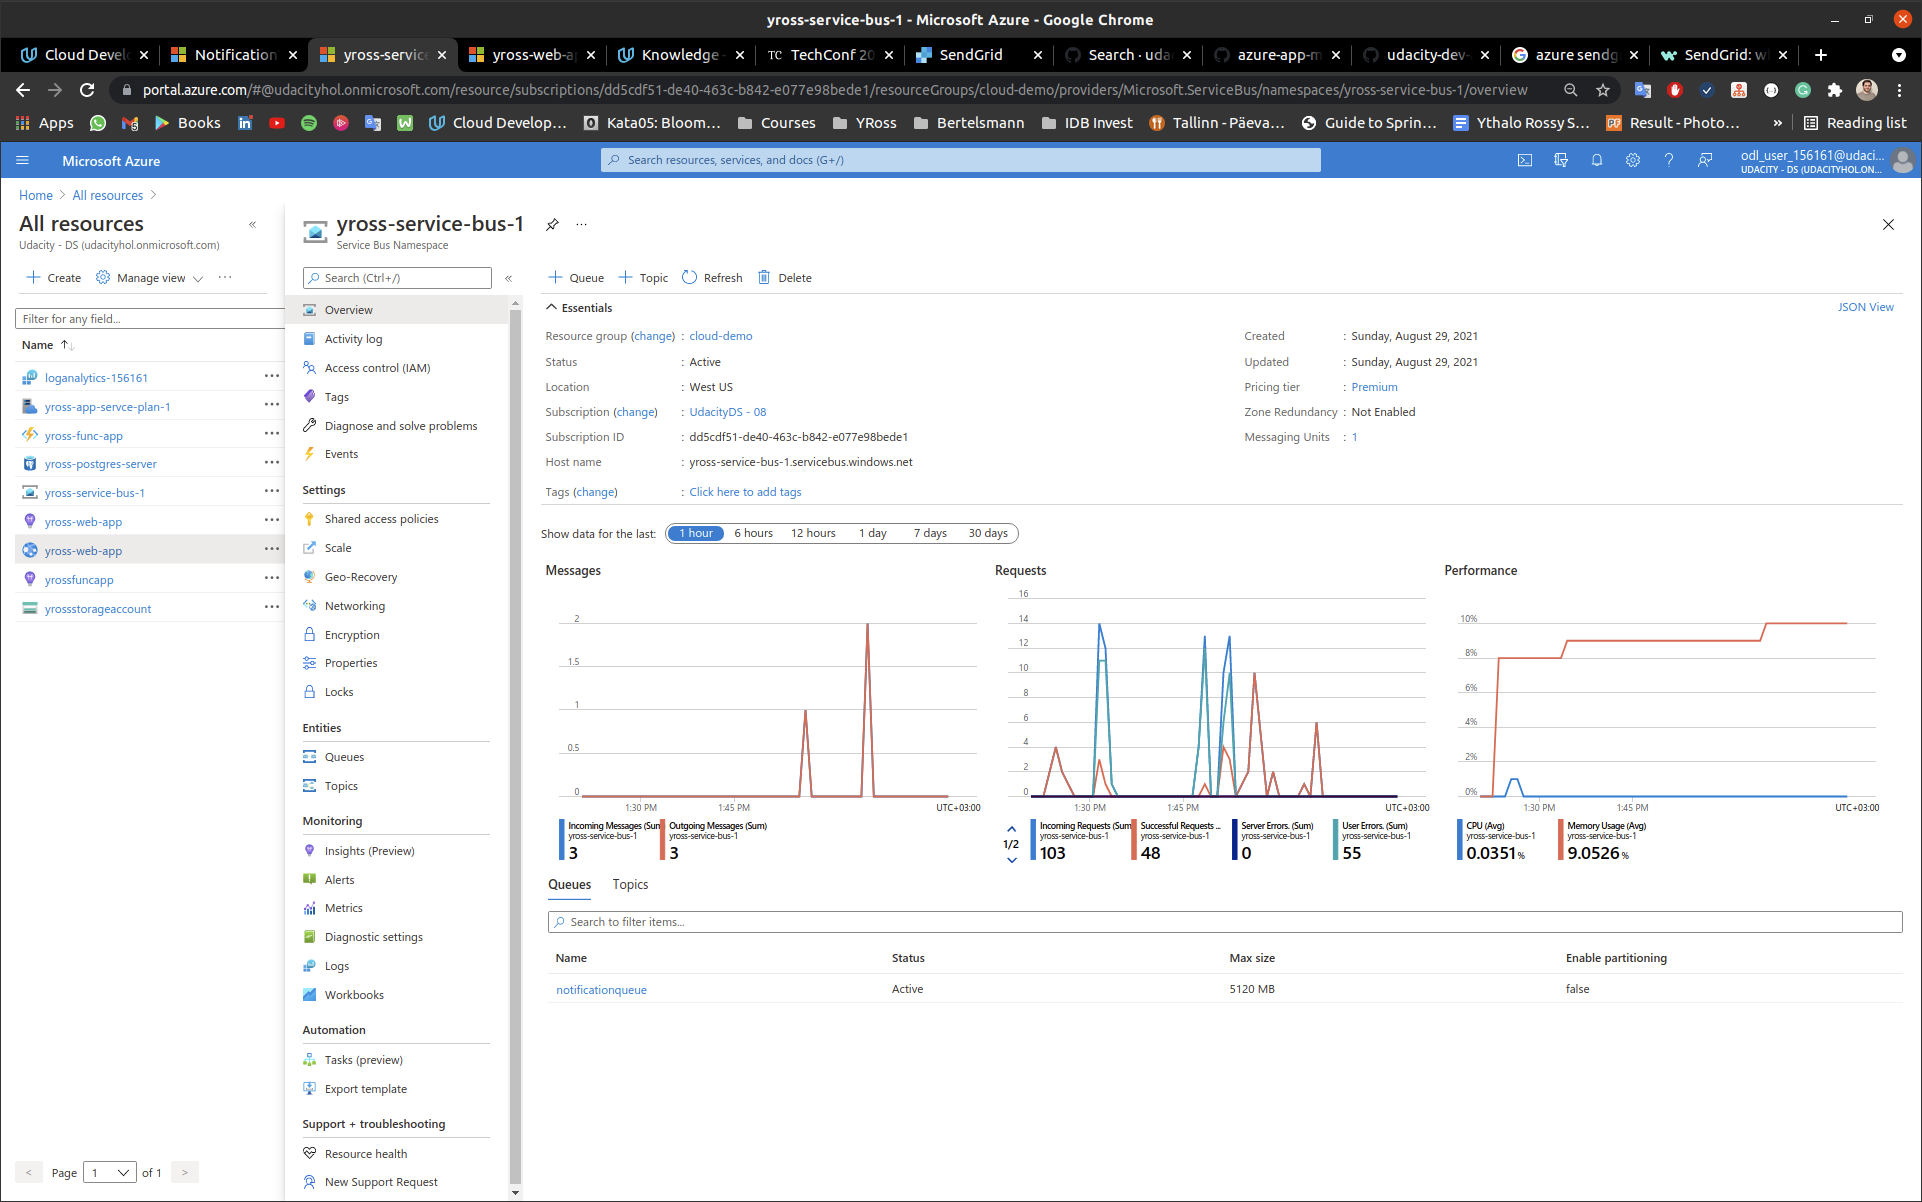 yross-service-bus-1 - Microsoft Azure - Google Chrome
Cloud Devel
Notification
yross-service
yross-web-ap
Knowledge -
TC TechConf 20
SendGrid
Search · uda
azure-app-m
udacity-dev-
azure sendg
SendGrid: w
portal.azure.com/#@udacityhol.onmicrosoft.com/resource/subscriptions/dd5cdf51-de40-463c-b842-e077e98bede1/resourceGroups/cloud-demo/providers/Microsoft.ServiceBus/namespaces/yross-service-bus-1/overview
Apps
Books
Cloud Develop...
Kata05: Bloom...
Courses
YRoss
Bertelsmann
IDB Invest
Tallinn - Päeva...
Guide to Sprin...
Ythalo Rossy S...
Result - Photo...
»
Reading list
Microsoft Azure
Search resources, services, and docs (G+/)
odl_user_156161@udaci...
UDACITY - DS (UDACITYHOL.ON...
Home > All resources >
All resources
Udacity - DS (udacityhol.onmicrosoft.com)
+ Create
Manage view
...
Filter for any field...
Name ↑↓
loganalytics-156161
yross-app-servce-plan-1
yross-func-app
yross-postgres-server
yross-service-bus-1
yross-web-app
yross-web-app
yrossfuncapp
yrossstorageaccount
< Page 1 of 1 >
yross-service-bus-1
Service Bus Namespace
Search (Ctrl+/)
Overview
Activity log
Access control (IAM)
Tags
Diagnose and solve problems
Events
Settings
Shared access policies
Scale
Geo-Recovery
Networking
Encryption
Properties
Locks
Entities
Queues
Topics
Monitoring
Insights (Preview)
Alerts
Metrics
Diagnostic settings
Logs
Workbooks
Automation
Tasks (preview)
Export template
Support + troubleshooting
Resource health
New Support Request
+ Queue
+ Topic
Refresh
Delete
Essentials
JSON View
Resource group (change) : cloud-demo
Status : Active
Location : West US
Subscription (change) : UdacityDS - 08
Subscription ID : dd5cdf51-de40-463c-b842-e077e98bede1
Host name : yross-service-bus-1.servicebus.windows.net
Tags (change) : Click here to add tags
Created : Sunday, August 29, 2021
Updated : Sunday, August 29, 2021
Pricing tier : Premium
Zone Redundancy : Not Enabled
Messaging Units : 1
Show data for the last: 1 hour 6 hours 12 hours 1 day 7 days 30 days
Messages
2
1.5
1
0.5
0
1:30 PM 1:45 PM UTC+03:00
Incoming Messages (Sum
yross-service-bus-1
3
Outgoing Messages (Sum)
yross-service-bus-1
3
Requests
16
14
12
10
8
6
4
2
0
1:30 PM 1:45 PM UTC+03:00
1/2
Incoming Requests (Sum)
yross-service-bus-1
103
Successful Requests ...
yross-service-bus-1
48
Server Errors. (Sum)
yross-service-bus-1
0
User Errors. (Sum)
yross-service-bus-1
55
Performance
10%
8%
6%
4%
2%
0%
1:30 PM 1:45 PM UTC+03:00
CPU (Avg)
yross-service-bus-1
0.0351 %
Memory Usage (Avg)
yross-service-bus-1
9.0526 %
Queues Topics
Search to filter items...
Name Status Max size Enable partitioning
notificationqueue Active 5120 MB false